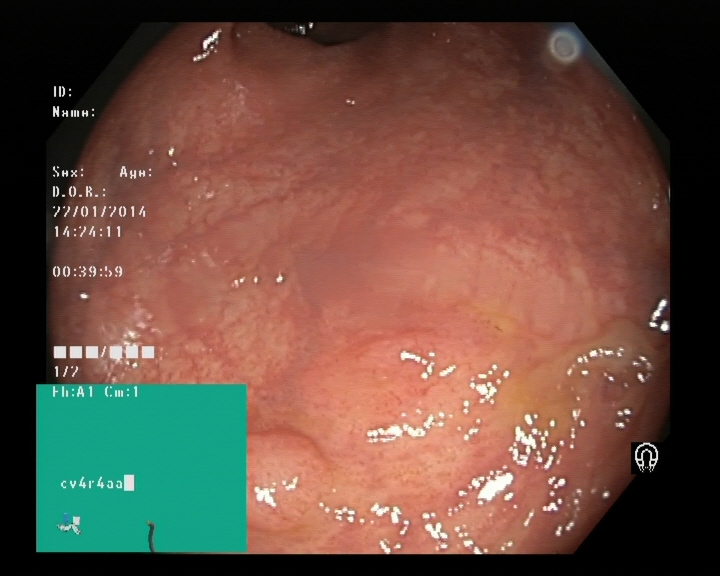 ID:
Name:
Sex: Age:
D.O.B.:
22/01/2014
14:24:11
00:39:59
■■■/■■■
1/2
Eh:A1 Cm:1
cv4r4aa